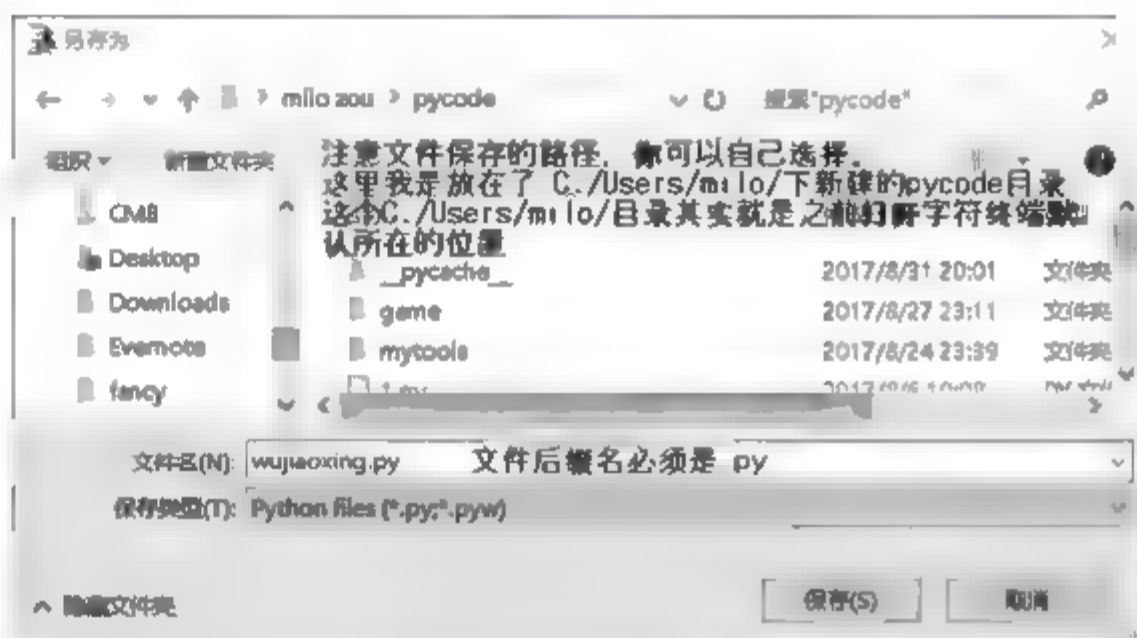 另存为
milo zou > pycode
搜索"pycode"
组织
新建文件夹
注意文件保存的路径，你可以自己选择．
这里我是放在了 C:/Users/milo/下新建的pycode目录
这个C:/Users/milo/目录其实就是之前打开字符终端默
认所在的位置
CMB
Desktop
Downloads
Evernote
fancy
__pycache__ 2017/8/31 20:01 文件夹
game 2017/8/27 23:11 文件夹
mytools 2017/8/24 23:39 文件夹
文件名(N): wujiaoxing.py 文件后缀名必须是 py
保存类型(T): Python files (*.py;*.pyw)
隐藏文件夹
保存(S)
取消